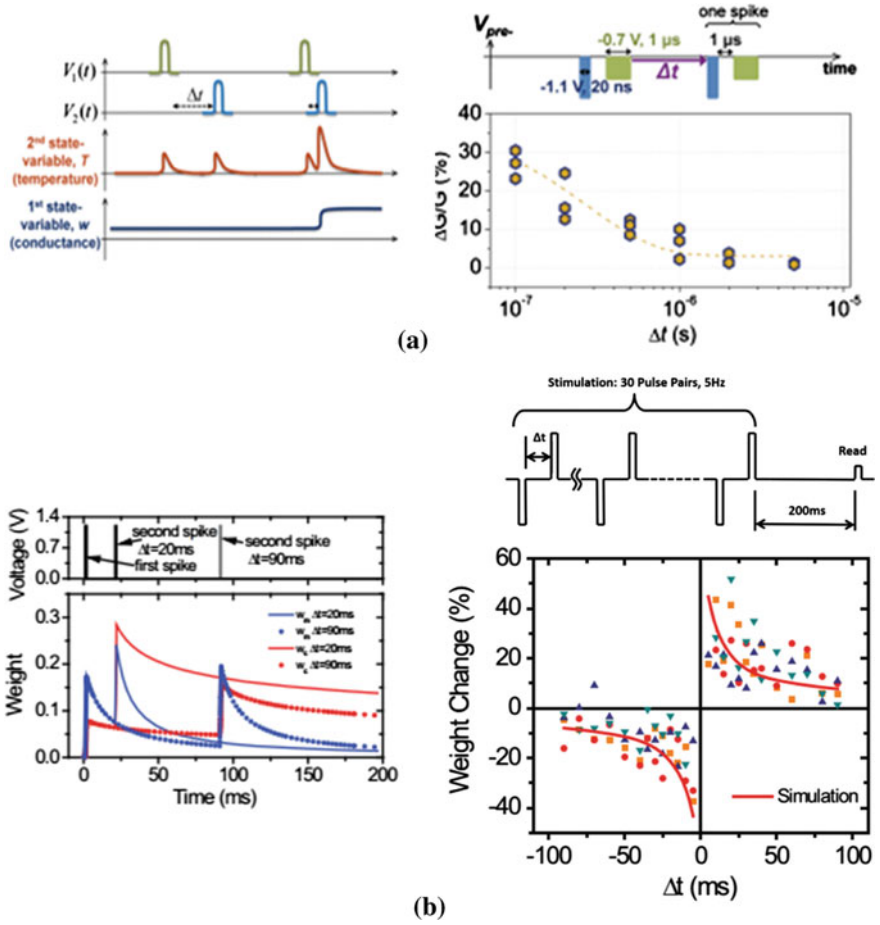 V₁(t)
V₂(t)
Δt
2nd state-
variable, T
(temperature)
1st state-
variable, w
(conductance)
one spike
Vpre-
-0.7 V, 1 µs
1 µs
Δt
time
-1.1 V, 20 ns
ΔG/G (%)
40
30
20
10
0
10⁻⁷
10⁻⁶
10⁻⁵
Δt (s)
(a)
Stimulation: 30 Pulse Pairs, 5Hz
Δt
Read
200ms
Voltage (V)
1.4
0.7
0.0
second spike
Δt=20ms
first spike
second spike
Δt=90ms
Weight
0.3
0.2
0.1
0.0
wₘ Δt=20ms
wₘ Δt=90ms
w꜀ Δt=20ms
w꜀ Δt=90ms
0
50
100
150
200
Time (ms)
Weight Change (%)
60
40
20
0
-20
-40
Simulation
-100
-50
0
50
100
Δt (ms)
(b)